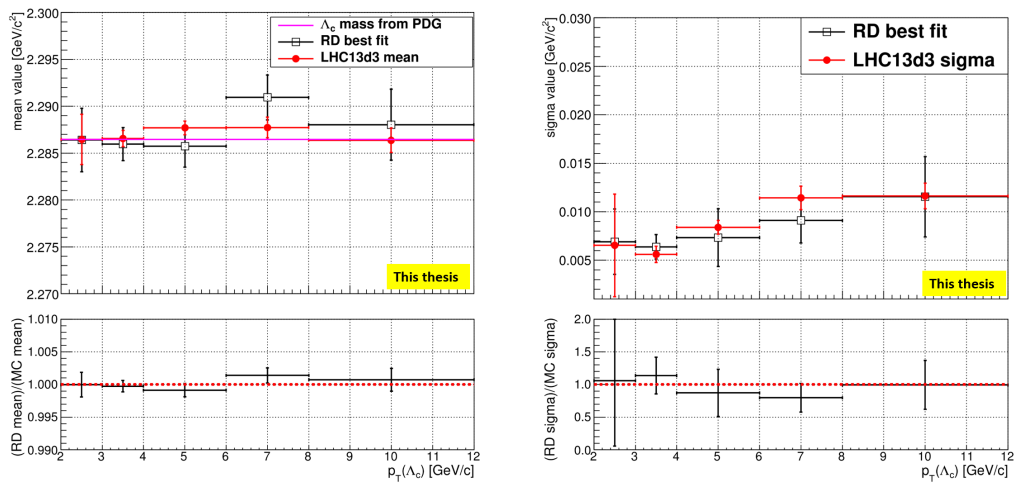 mean value [GeV/c²]
2.300
2.295
2.290
2.285
2.280
2.275
2.270
Λc mass from PDG
RD best fit
LHC13d3 mean
This thesis
(RD mean)/(MC mean)
1.010
1.005
1.000
0.995
0.990
2 3 4 5 6 7 8 9 10 11 12
pT(Λc) [GeV/c]
sigma value [GeV/c²]
0.030
0.025
0.020
0.015
0.010
0.005
RD best fit
LHC13d3 sigma
This thesis
(RD sigma)/(MC sigma)
2.0
1.5
1.0
0.5
0.0
2 3 4 5 6 7 8 9 10 11 12
pT(Λc) [GeV/c]